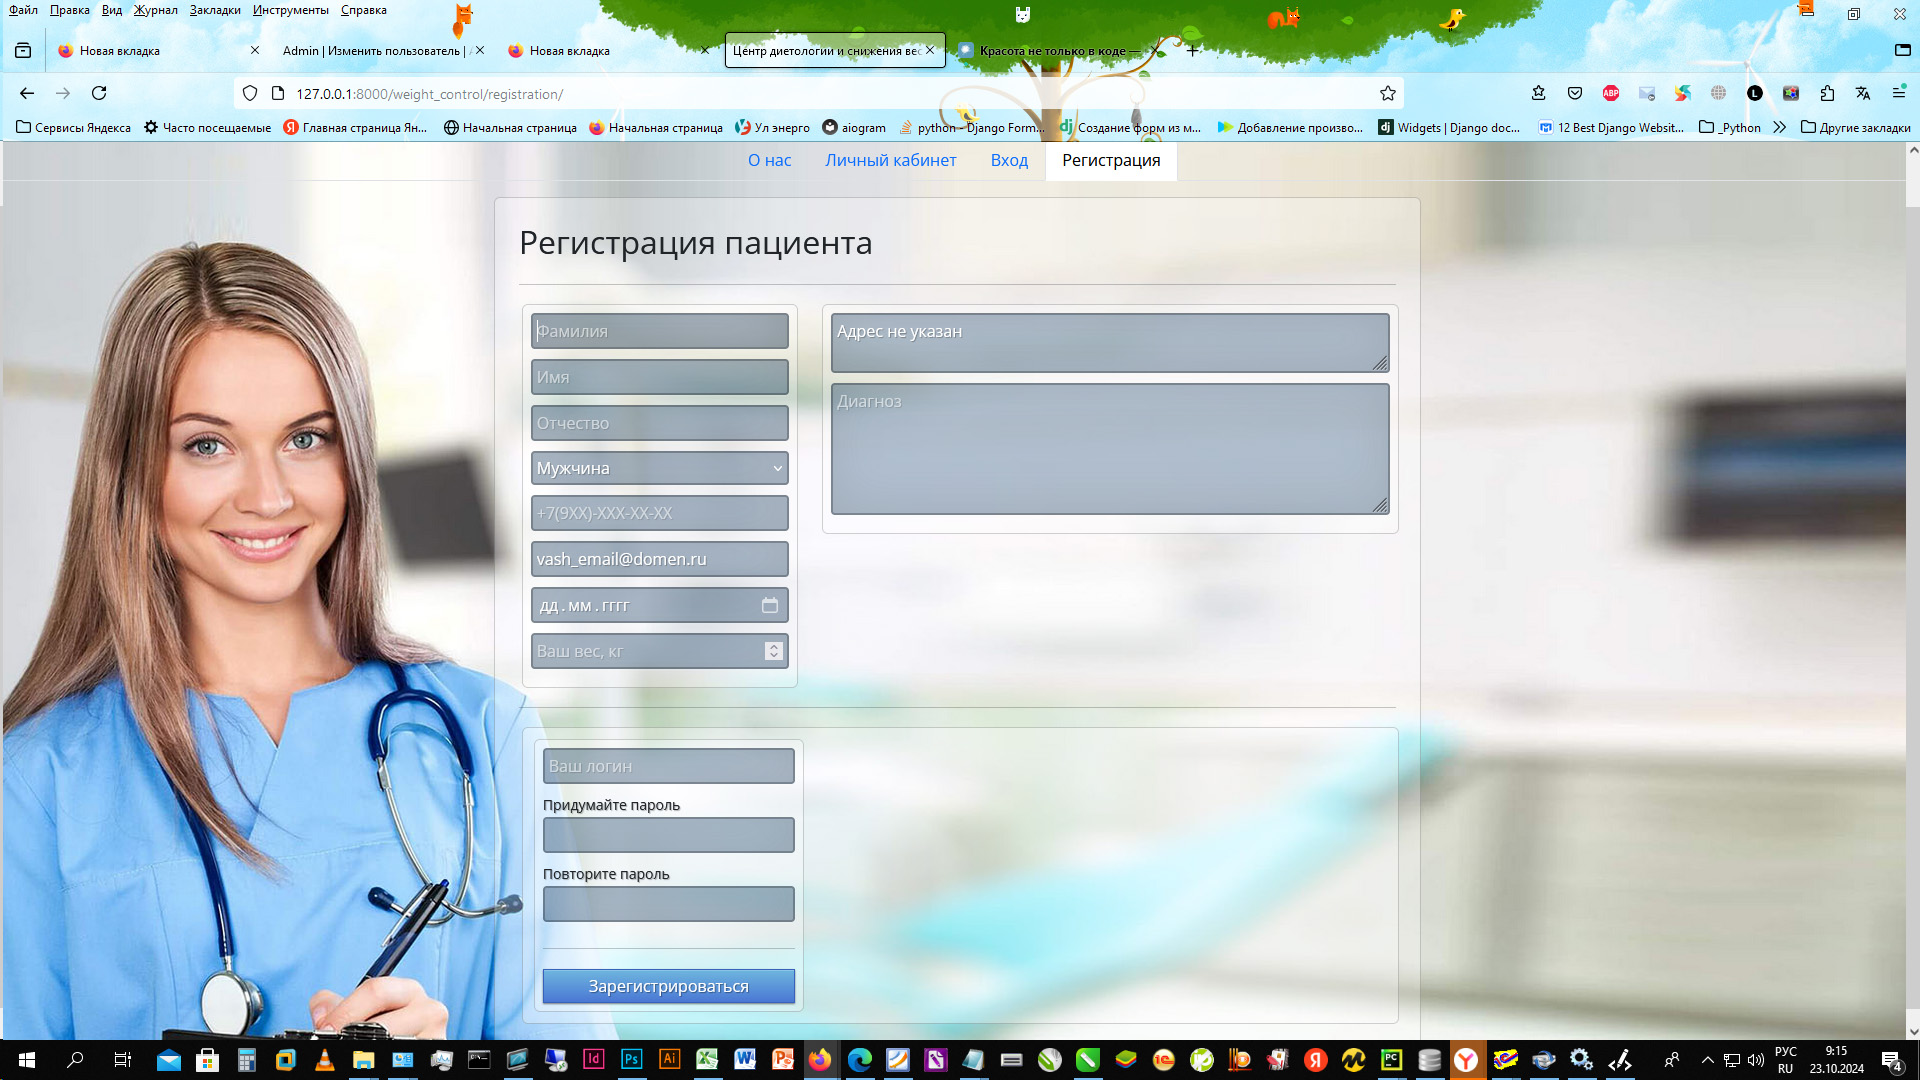 Файл Правка Вид Журнал Закладки Инструменты Справка
Новая вкладка
Admin | Изменить пользователь |
Новая вкладка
Центр диетологии и снижения вес
Красота не только в коде —
127.0.0.1:8000/weight_control/registration/
ABP
L
Сервисы Яндекса
Часто посещаемые
Главная страница Ян...
Начальная страница
Начальная страница
Ул энерго
aiogram
python - Django Form...
Создание форм из м...
Добавление произво...
Widgets | Django doc...
12 Best Django Websit...
_Python
Другие закладки
О нас Личный кабинет Вход Регистрация
Регистрация пациента
Фамилия
Имя
Отчество
Мужчина
+7(9XX)-XXX-XX-XX
vash_email@domen.ru
дд.мм.гггг
Ваш вес, кг
Адрес не указан
Диагноз
Ваш логин
Придумайте пароль
Повторите пароль
Зарегистрироваться
РУС
RU
9:15
23.10.2024
4